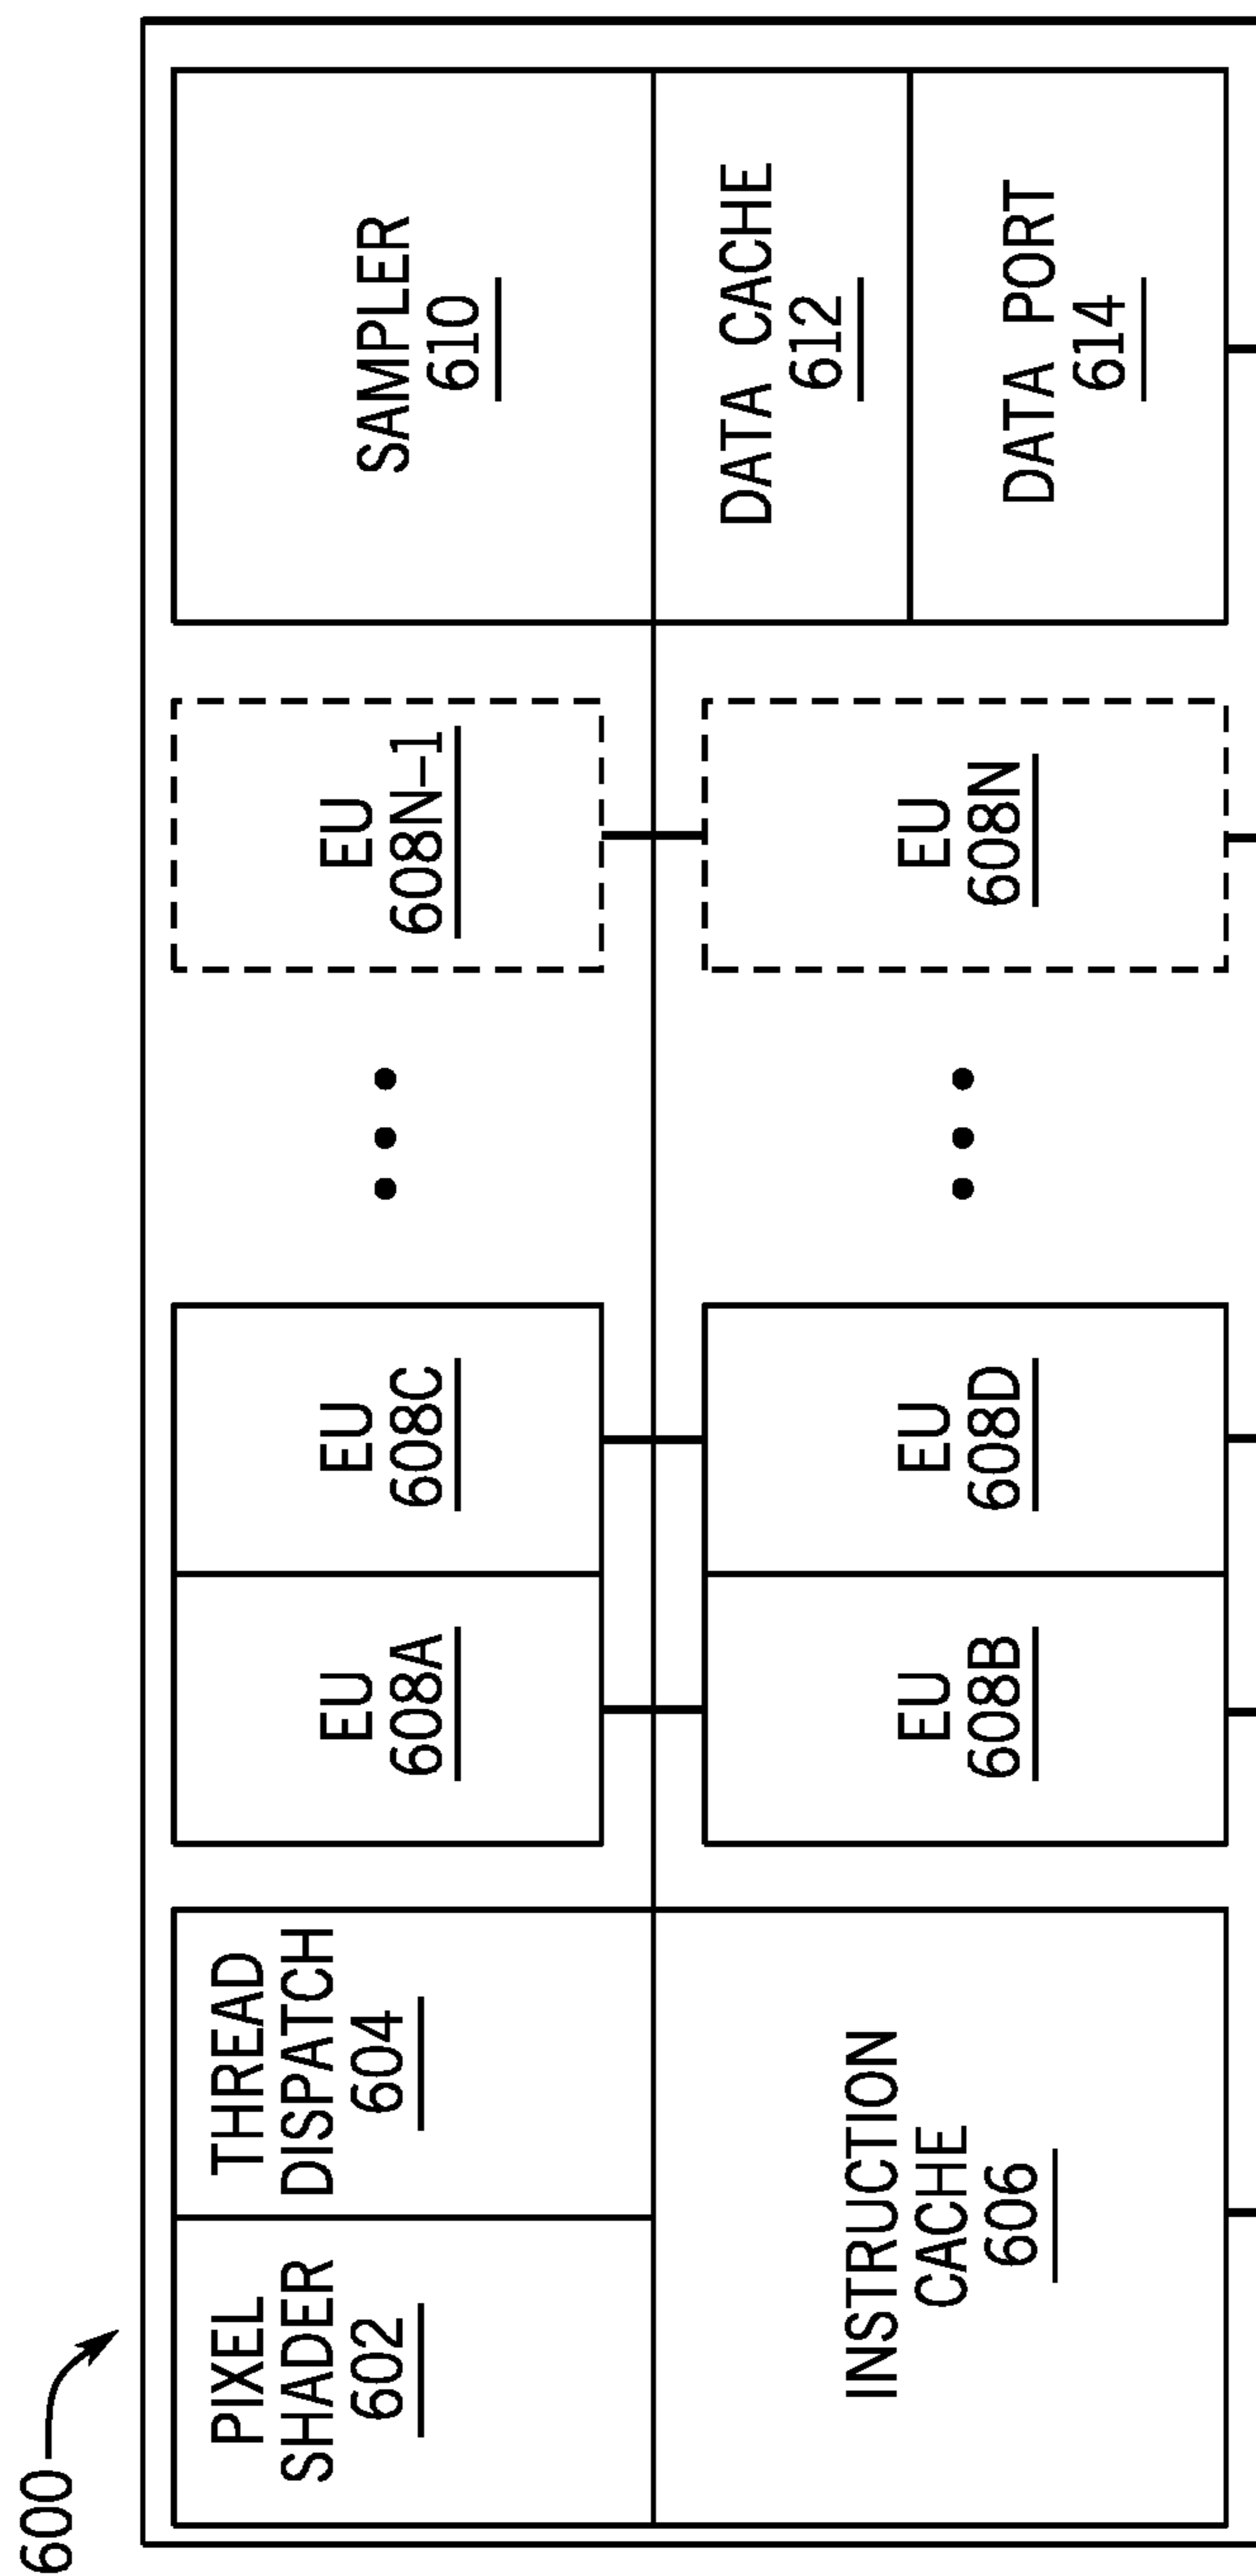 600
PIXEL
SHADER
602
THREAD
DISPATCH
604
INSTRUCTION
CACHE
606
EU
608A
EU
608C
EU
608B
EU
608D
EU
608N-1
EU
608N
SAMPLER
610
DATA CACHE
612
DATA PORT
614